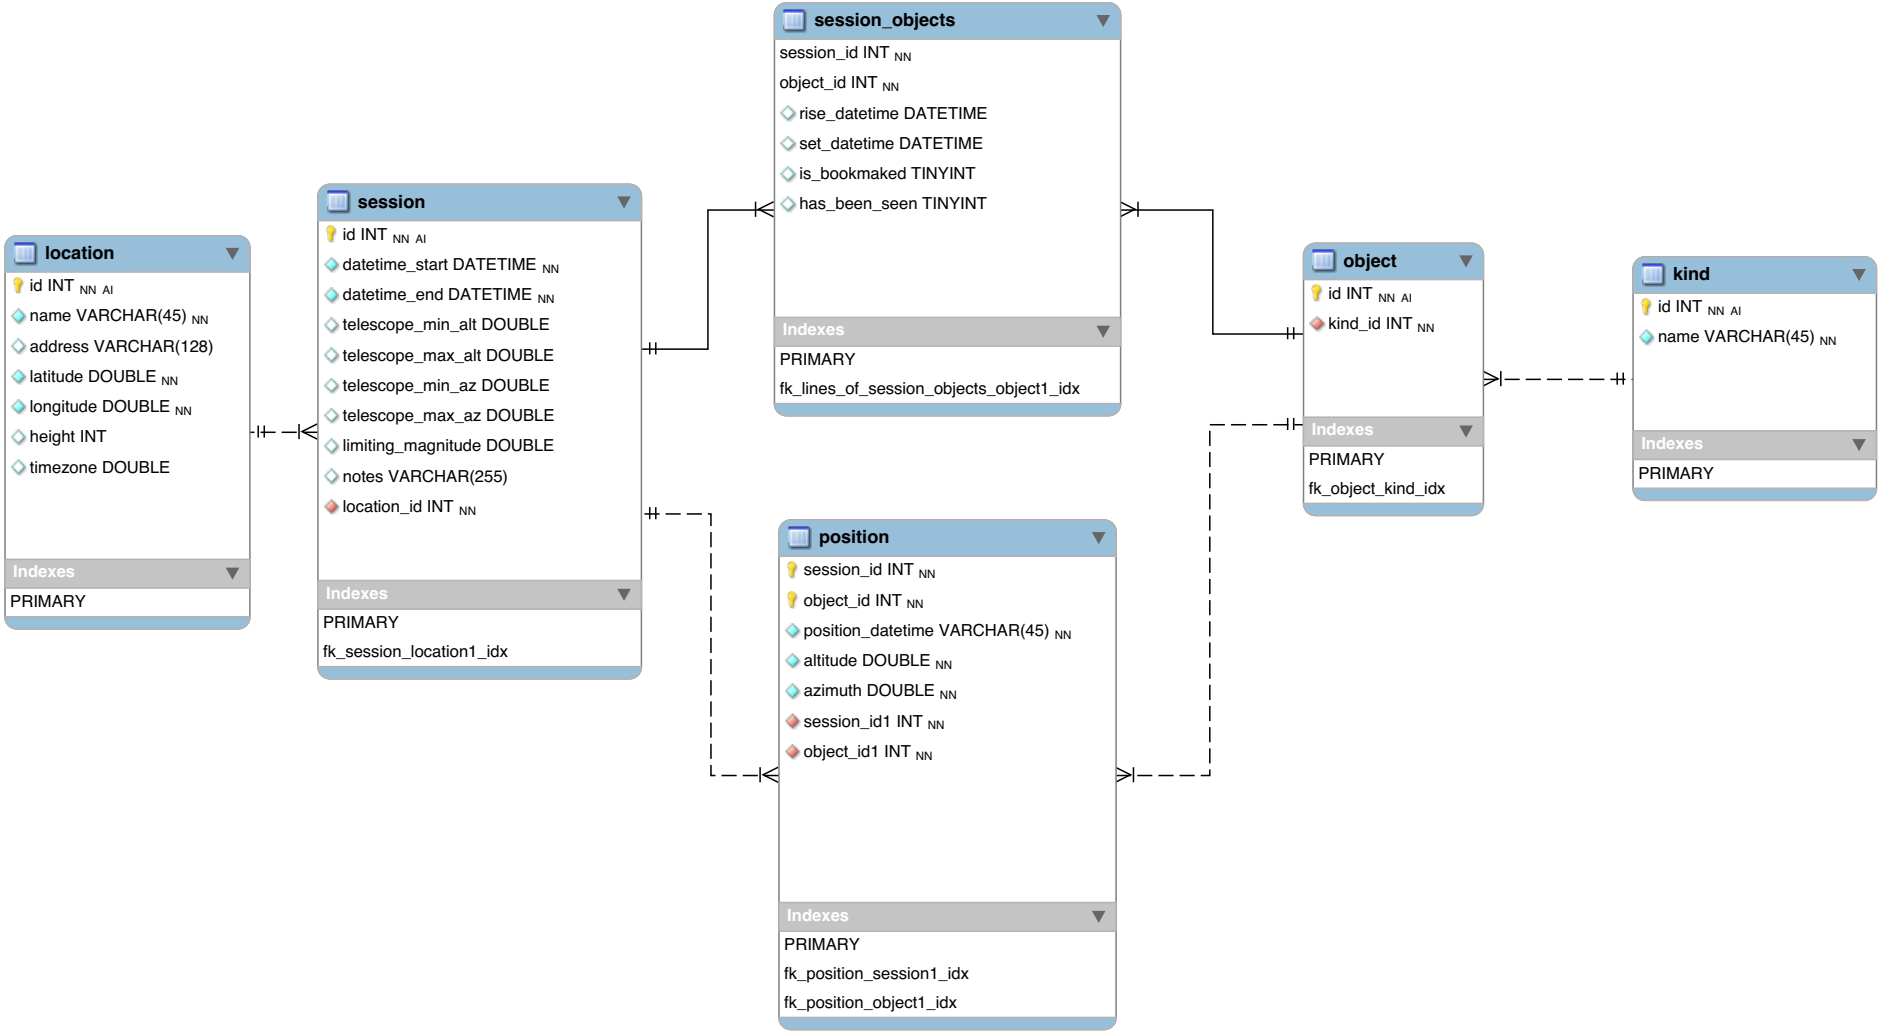 location
id INT NN AI
name VARCHAR(45) NN
address VARCHAR(128)
latitude DOUBLE NN
longitude DOUBLE NN
height INT
timezone DOUBLE
Indexes
PRIMARY
session
id INT NN AI
datetime_start DATETIME NN
datetime_end DATETIME NN
telescope_min_alt DOUBLE
telescope_max_alt DOUBLE
telescope_min_az DOUBLE
telescope_max_az DOUBLE
limiting_magnitude DOUBLE
notes VARCHAR(255)
location_id INT NN
Indexes
PRIMARY
fk_session_location1_idx
session_objects
session_id INT NN
object_id INT NN
rise_datetime DATETIME
set_datetime DATETIME
is_bookmaked TINYINT
has_been_seen TINYINT
Indexes
PRIMARY
fk_lines_of_session_objects_object1_idx
position
session_id INT NN
object_id INT NN
position_datetime VARCHAR(45) NN
altitude DOUBLE NN
azimuth DOUBLE NN
session_id1 INT NN
object_id1 INT NN
Indexes
PRIMARY
fk_position_session1_idx
fk_position_object1_idx
object
id INT NN AI
kind_id INT NN
Indexes
PRIMARY
fk_object_kind_idx
kind
id INT NN AI
name VARCHAR(45) NN
Indexes
PRIMARY